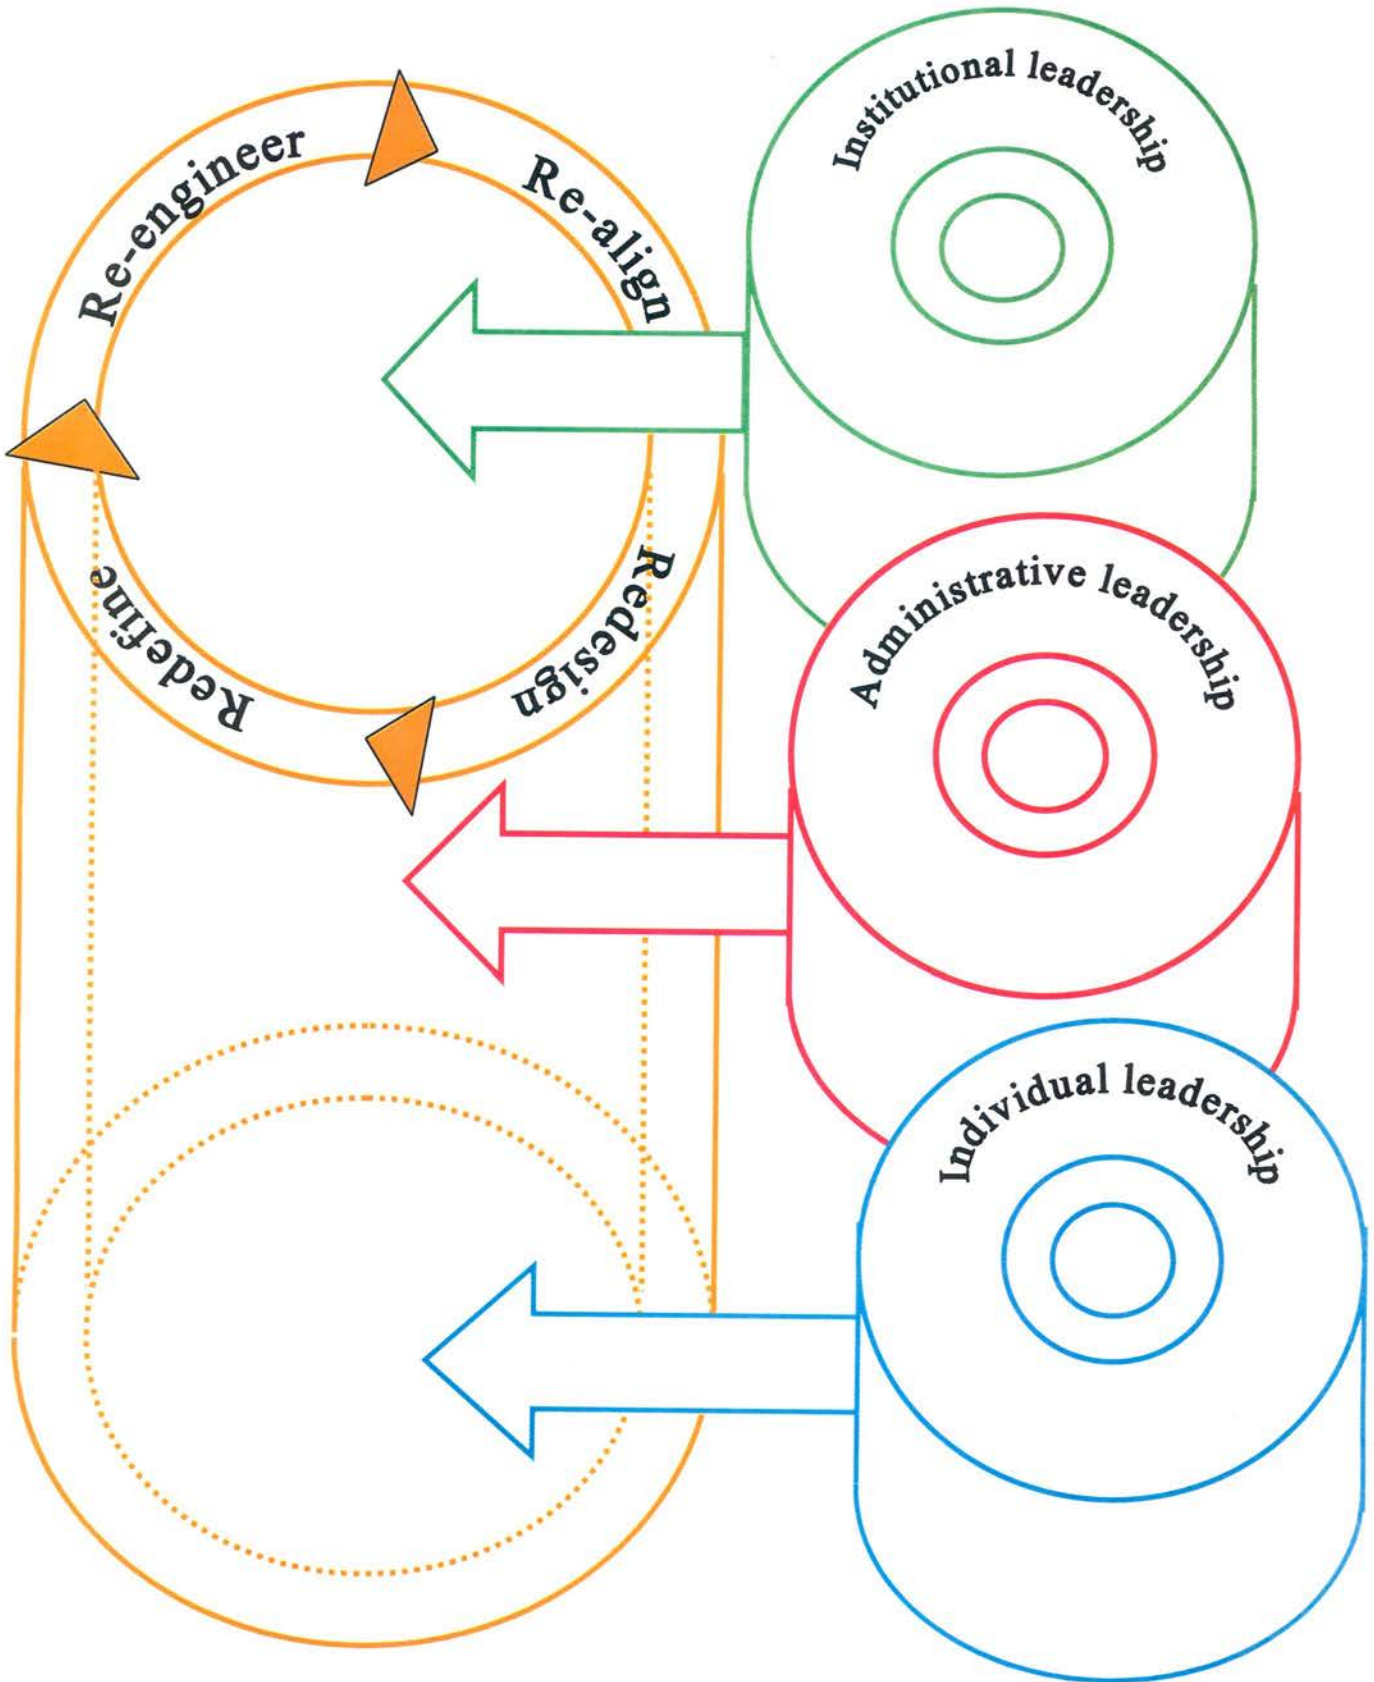 Institutional leadership
Re-engineer
Re-align
Redesign
Redefine
Administrative leadership
Individual leadership